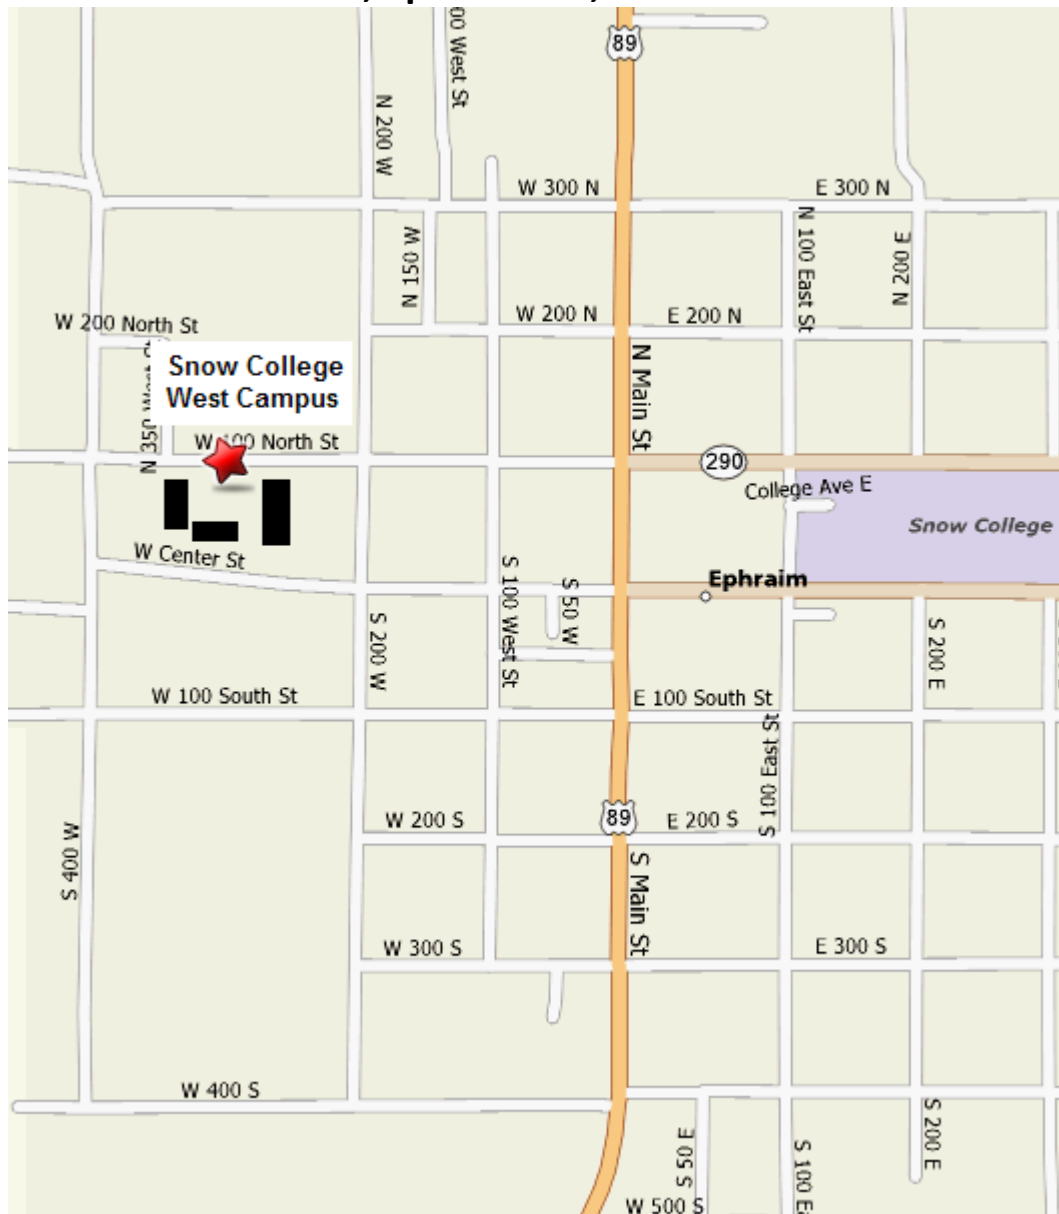 89
00 West St
N 200 W
W 300 N
E 300 N
N 150 W
N 100 East St
N 200 E
W 200 North St
W 200 N
E 200 N
N Main St
Snow College
West Campus
N 350 West St
W 100 North St
290
College Ave E
Snow College
W Center St
Ephraim
S 100 West St
S 50 W
S 200 W
S 200 E
W 100 South St
E 100 South St
S 100 East St
89
W 200 S
E 200 S
S 400 W
S Main St
W 300 S
E 300 S
W 400 S
S 50 E
S 100 Ea
S 200 E
W 500 S